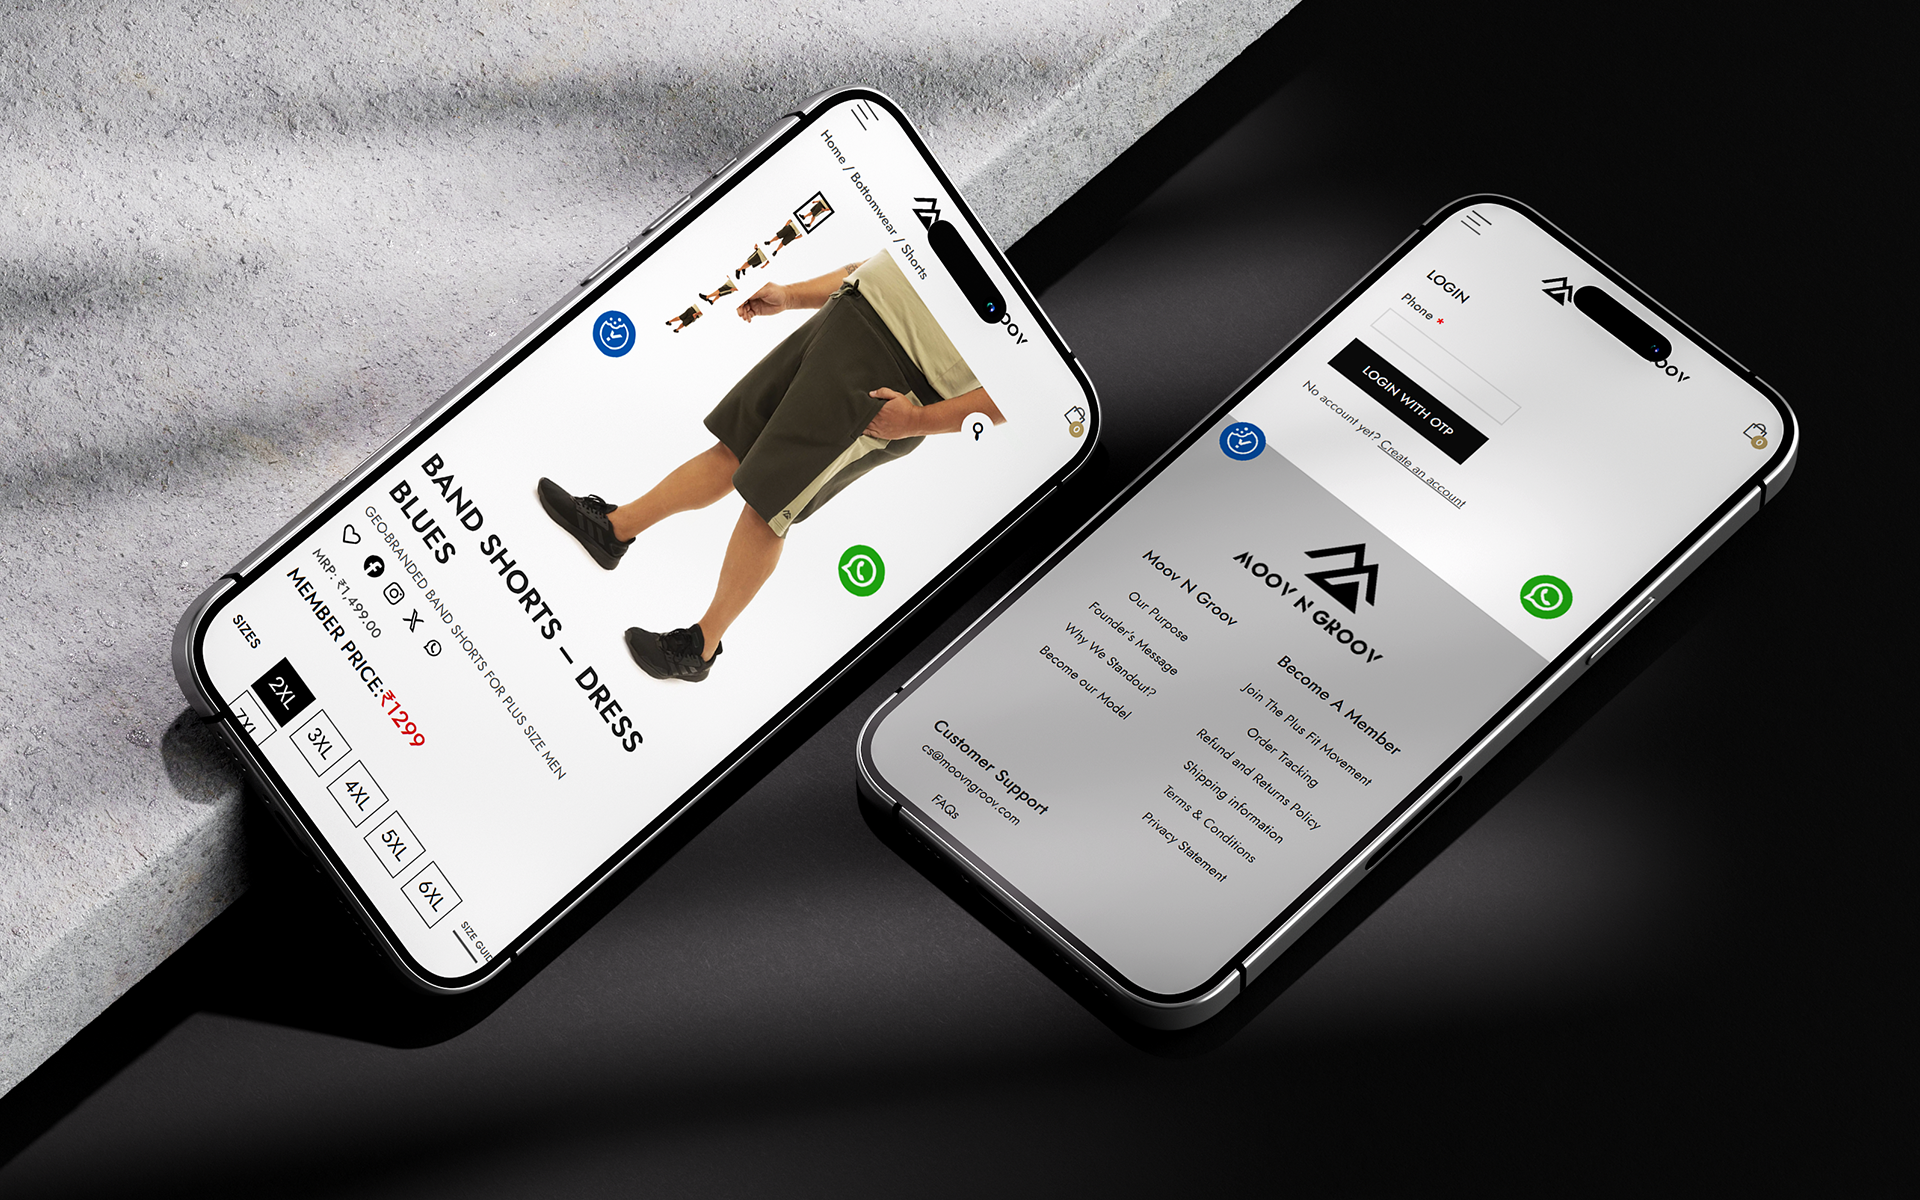 Home / Bottomwear / Shorts
OOV
0
BAND SHORTS – DRESS
BLUES
GEO-BRANDED BAND SHORTS FOR PLUS SIZE MEN
MRP: ₹1,499.00
MEMBER PRICE:₹1299
SIZES
2XL
3XL
4XL
5XL
6XL
7XL
SIZE GUID
OOV
0
LOGIN
Phone *
LOGIN WITH OTP
No account yet? Create an account
MOOV N GROOV
Moov N Groov
Our Purpose
Founder's Message
Why We Standout?
Become our Model
Become A Member
Join The Plus Fit Movement
Order Tracking
Refund and Returns Policy
Shipping information
Terms & Conditions
Privacy Statement
Customer Support
cs@moovngroov.com
FAQs